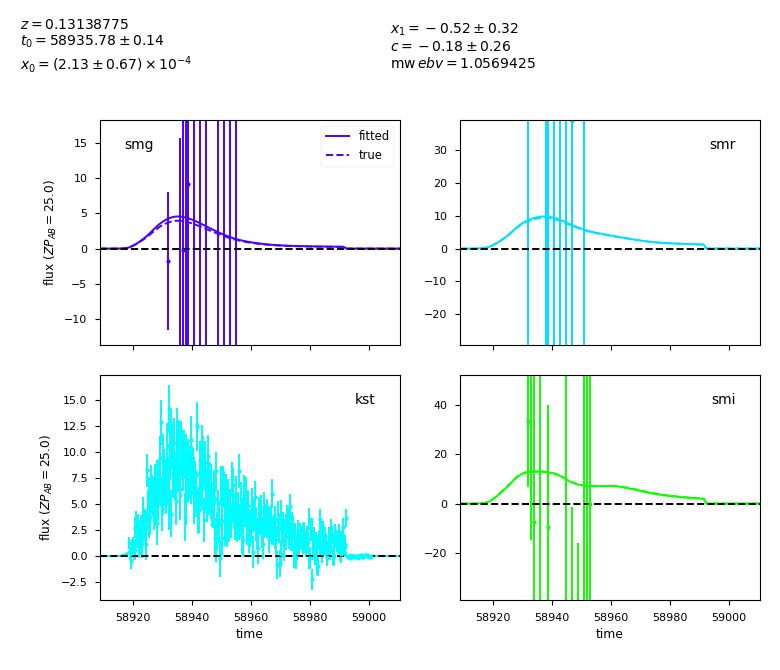 z = 0.13138775
t₀ = 58935.78 ± 0.14
x₀ = (2.13 ± 0.67) × 10⁻⁴
x₁ = −0.52 ± 0.32
c = −0.18 ± 0.26
mw ebv = 1.0569425
smg
fitted
true
15
10
5
0
−5
−10
flux (ZP_AB = 25.0)
smr
30
20
10
0
−10
−20
kst
15.0
12.5
10.0
7.5
5.0
2.5
0.0
−2.5
flux (ZP_AB = 25.0)
58920 58940 58960 58980 59000
time
smi
40
20
0
−20
58920 58940 58960 58980 59000
time